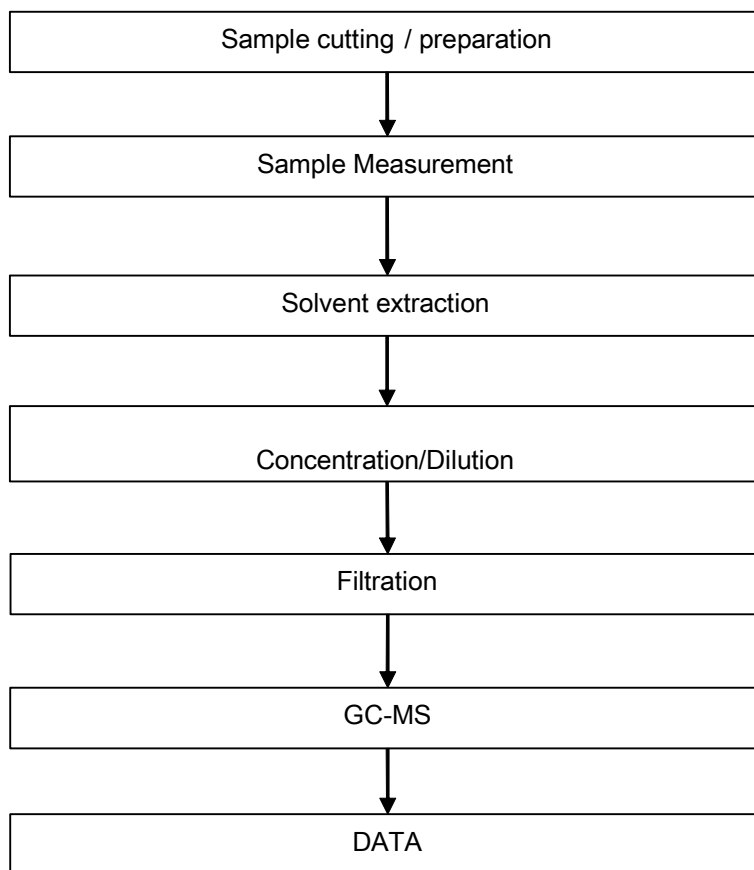 Sample cutting / preparation
Sample Measurement
Solvent extraction
Concentration/Dilution
Filtration
GC-MS
DATA